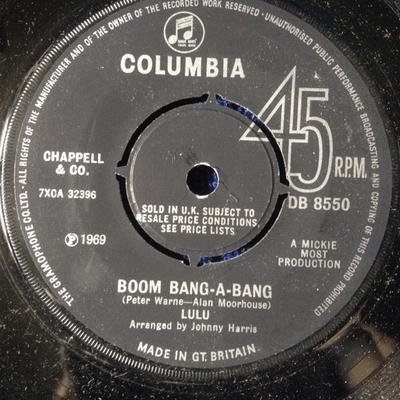 ALL RIGHTS OF THE MANUFACTURER AND OF THE OWNER OF THE RECORDED WORK RESERVED · UNAUTHORISED PUBLIC PERFORMANCE BROADCASTING AND COPYING OF THIS RECORD PROHIBITED
THE GRAMOPHONE CO. LTD. ·
COLUMBIA
45
R.P.M.
CHAPPELL
& CO.
7XCA 32396
DB 8550
SOLD IN U.K. SUBJECT TO
RESALE PRICE CONDITIONS,
SEE PRICE LISTS
Ⓟ 1969
A MICKIE
MOST
PRODUCTION
BOOM BANG-A-BANG
(Peter Warne—Alan Moorhouse)
LULU
Arranged by Johnny Harris
MADE IN GT. BRITAIN